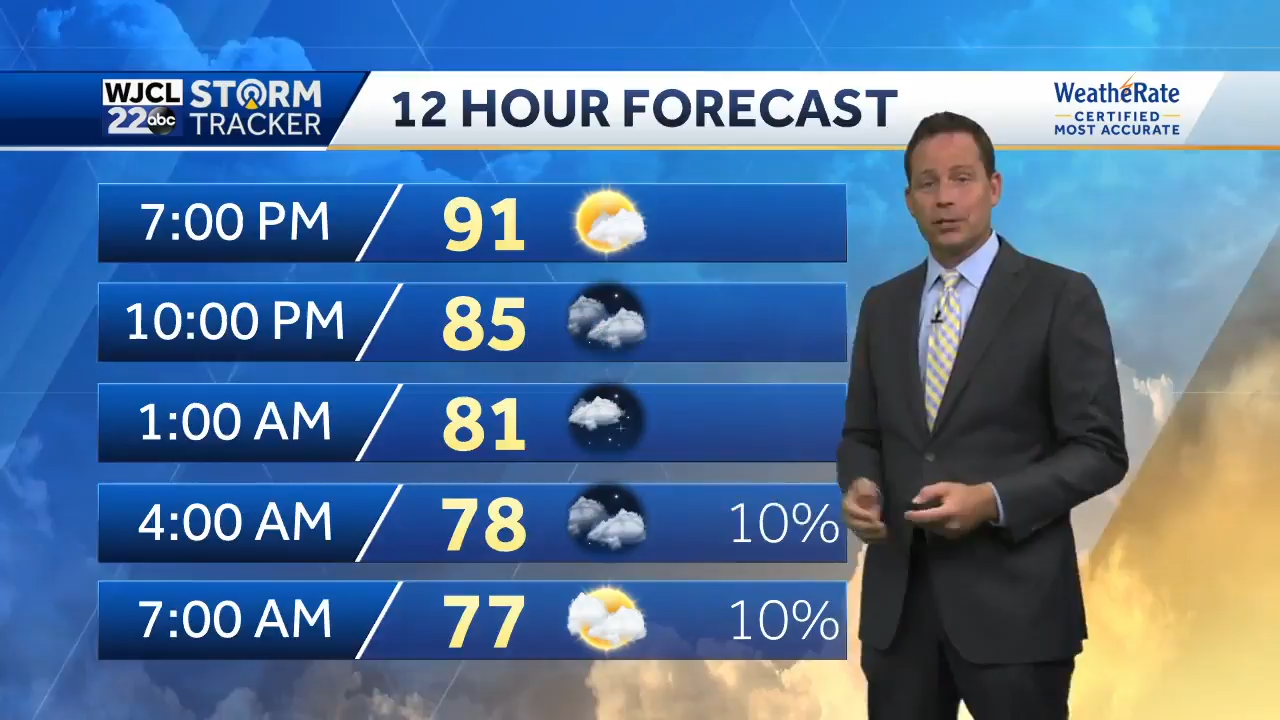 WJCL
22 abc
STORM
TRACKER
12 HOUR FORECAST
WeatheRate
CERTIFIED
MOST ACCURATE
7:00 PM 91
10:00 PM 85
1:00 AM 81
4:00 AM 78 10%
7:00 AM 77 10%